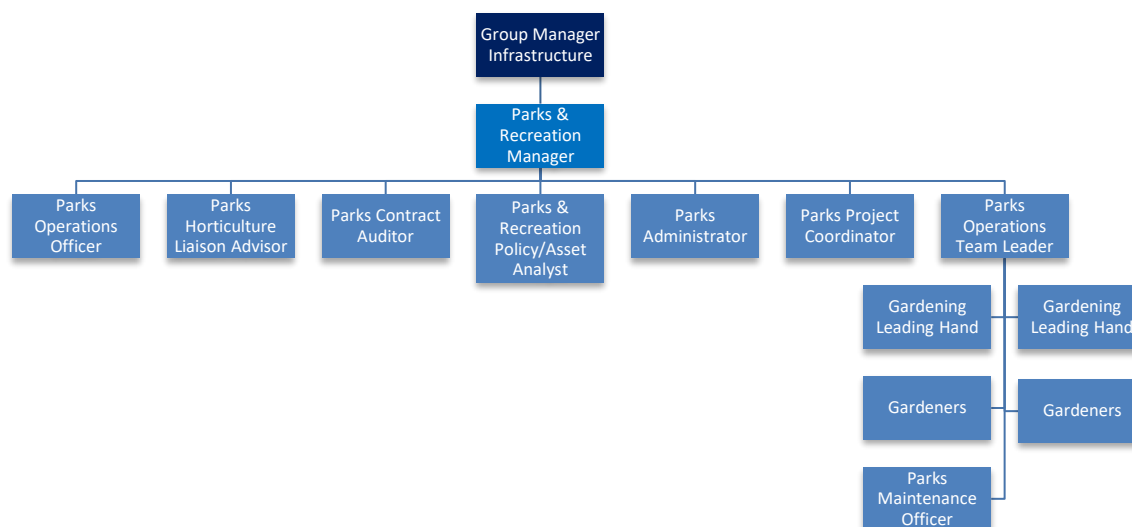 Group Manager
Infrastructure
Parks &
Recreation
Manager
Parks
Operations
Officer
Parks
Horticulture
Liaison Advisor
Parks Contract
Auditor
Parks &
Recreation
Policy/Asset
Analyst
Parks
Administrator
Parks Project
Coordinator
Parks
Operations
Team Leader
Gardening
Leading Hand
Gardening
Leading Hand
Gardeners
Gardeners
Parks
Maintenance
Officer